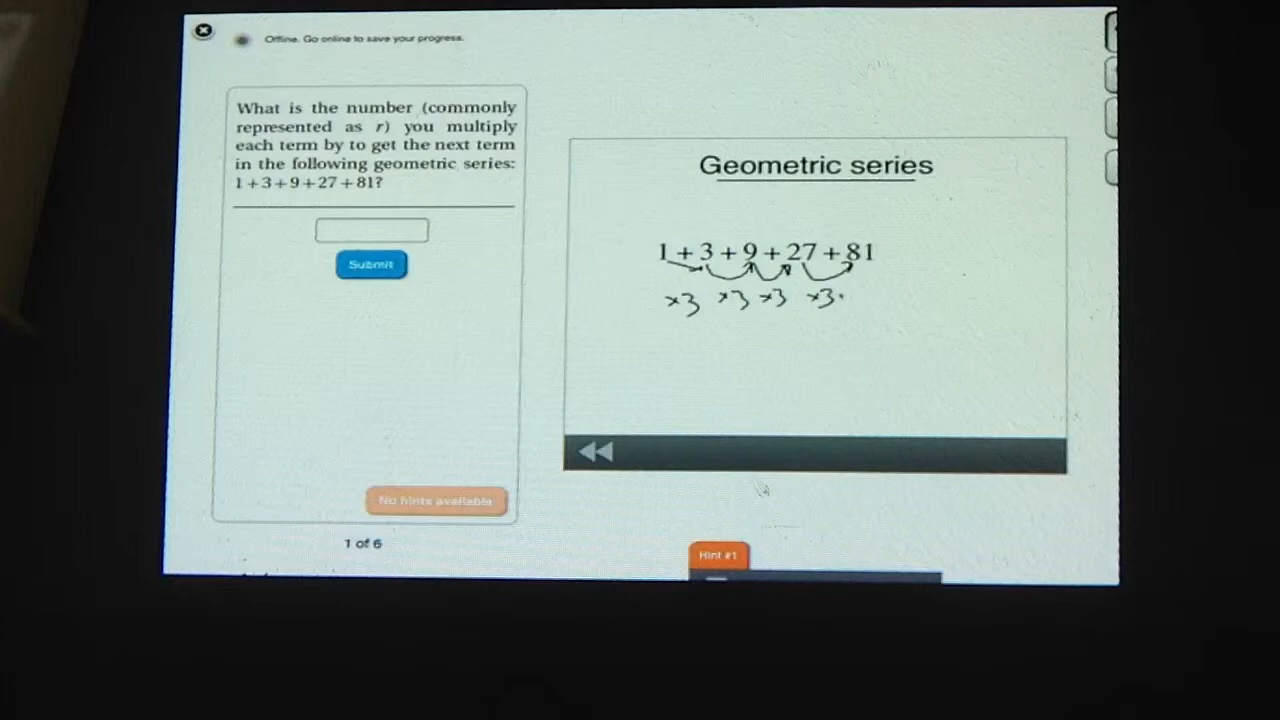 Offline. Go online to save your progress.
What is the number (commonly
represented as r) you multiply
each term by to get the next term
in the following geometric series:
1+3+9+27+81?
Submit
No hints available
1 of 6
Geometric series
1+3+9+27+81
×3 ×3 ×3 ×3
Hint #1